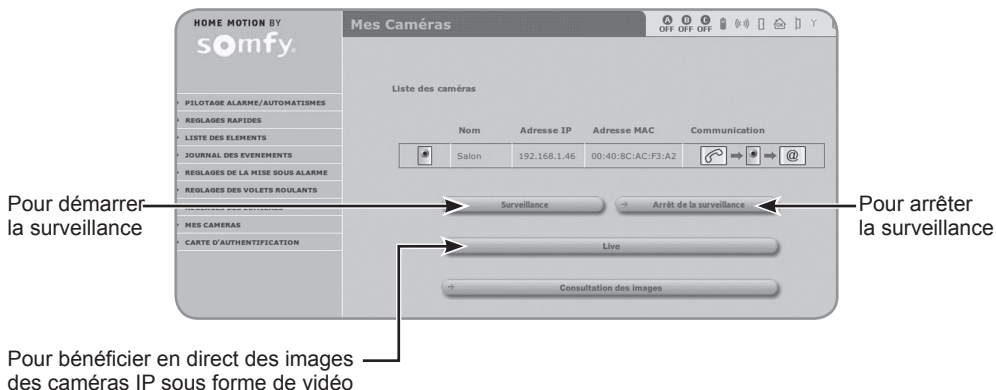 HOME MOTION BY
somfy.
Mes Caméras
A B C
OFF OFF OFF
Liste des caméras
PILOTAGE ALARME/AUTOMATISMES
REGLAGES RAPIDES
LISTE DES ELEMENTS
JOURNAL DES EVENEMENTS
REGLAGES DE LA MISE SOUS ALARME
REGLAGES DES VOLETS ROULANTS
MES CAMERAS
CARTE D'AUTHENTIFICATION
Nom Adresse IP Adresse MAC Communication
Salon 192.168.1.46 00:40:8C:AC:F3:A2 @
Surveillance Arrêt de la surveillance
Live
Consultation des images
Pour démarrer
la surveillance
Pour arrêter
la surveillance
Pour bénéficier en direct des images
des caméras IP sous forme de vidéo